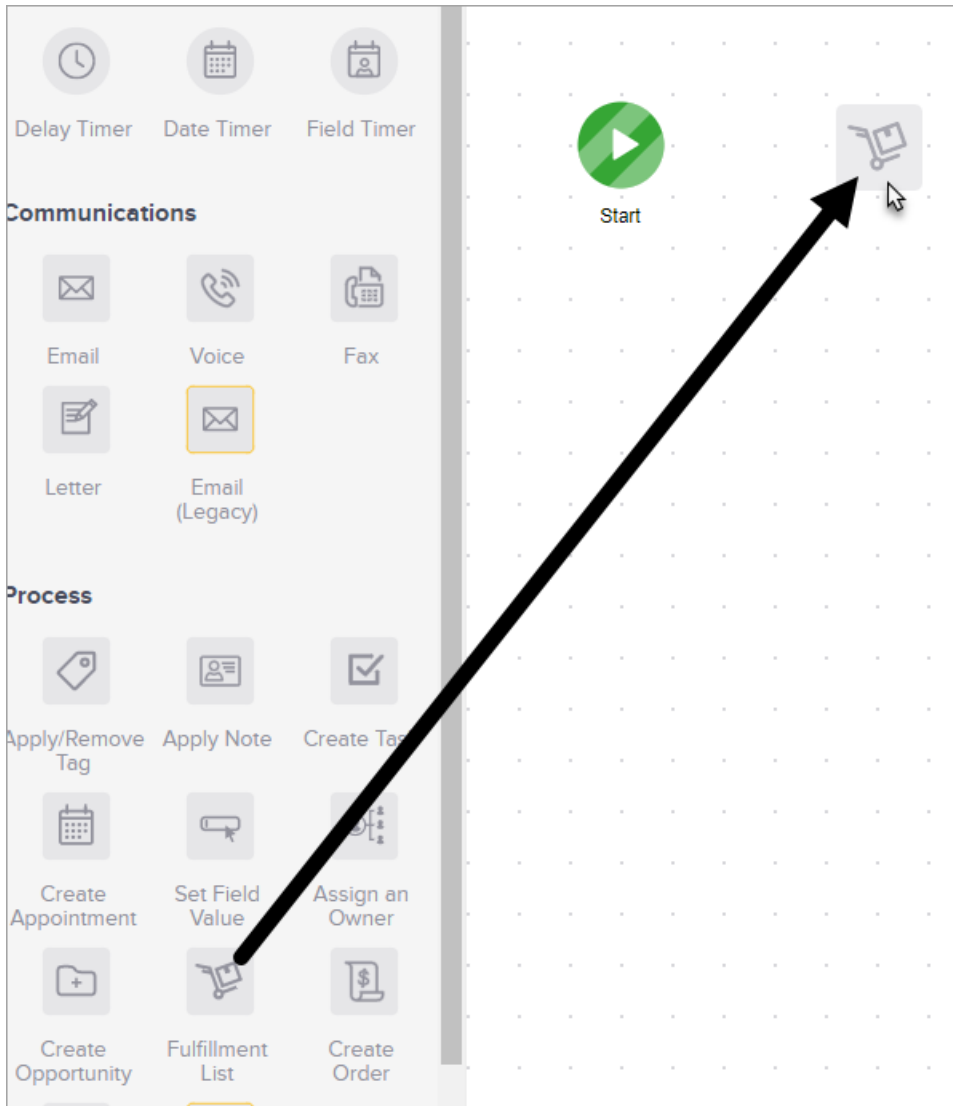 Delay Timer Date Timer Field Timer
Start
Communications
Email Voice Fax
Letter Email
(Legacy)
Process
Apply/Remove Apply Note Create Tas
Tag
Create Set Field Assign an
Appointment Value Owner
Create Fulfillment Create
Opportunity List Order